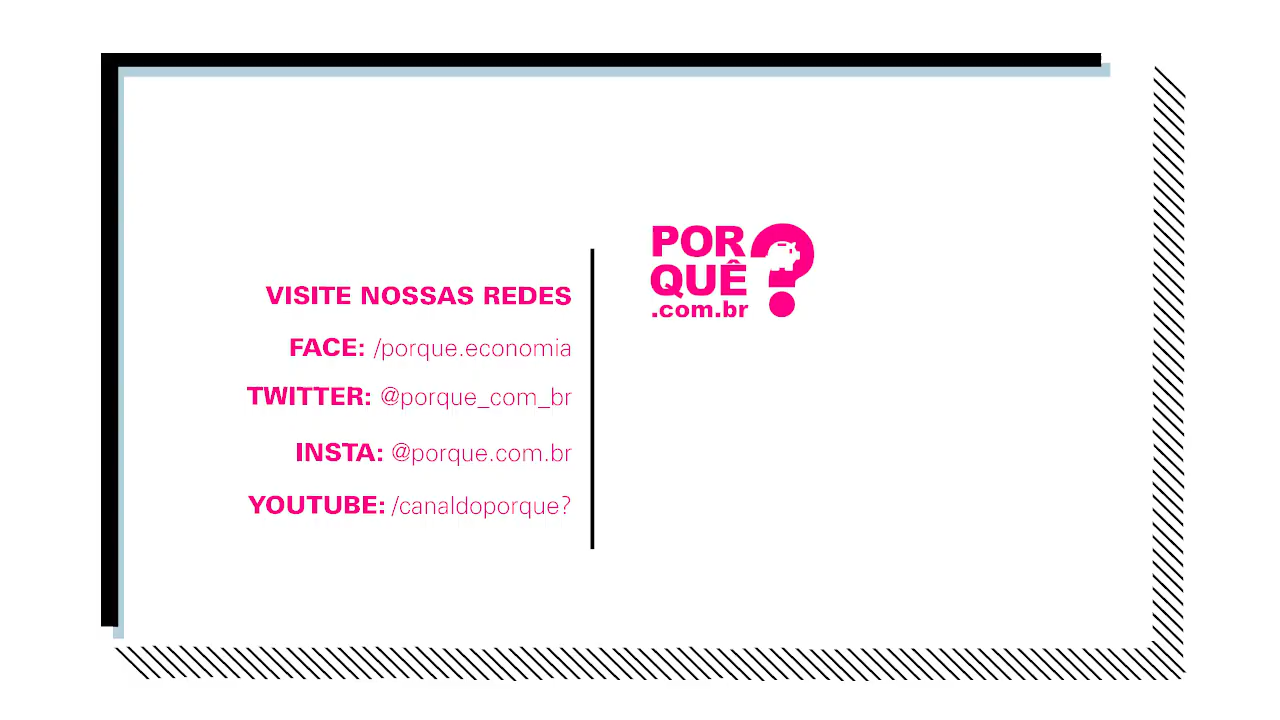 VISITE NOSSAS REDES
FACE: /porque.economia
TWITTER: @porque_com_br
INSTA: @porque.com.br
YOUTUBE: /canaldoporque?
POR
QUÊ?
.com.br